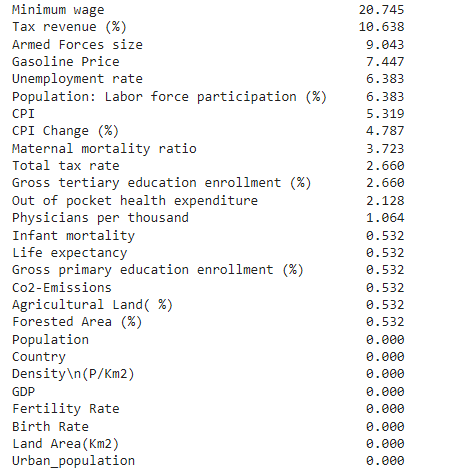 Minimum wage 20.745
Tax revenue (%) 10.638
Armed Forces size 9.043
Gasoline Price 7.447
Unemployment rate 6.383
Population: Labor force participation (%) 6.383
CPI 5.319
CPI Change (%) 4.787
Maternal mortality ratio 3.723
Total tax rate 2.660
Gross tertiary education enrollment (%) 2.660
Out of pocket health expenditure 2.128
Physicians per thousand 1.064
Infant mortality 0.532
Life expectancy 0.532
Gross primary education enrollment (%) 0.532
Co2-Emissions 0.532
Agricultural Land( %) 0.532
Forested Area (%) 0.532
Population 0.000
Country 0.000
Density\n(P/Km2) 0.000
GDP 0.000
Fertility Rate 0.000
Birth Rate 0.000
Land Area(Km2) 0.000
Urban_population 0.000